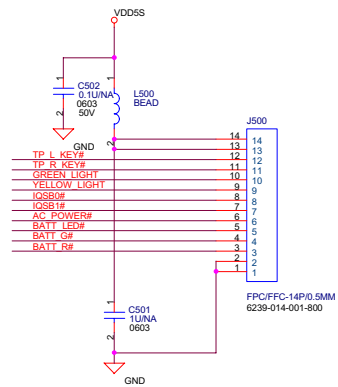 VDD5S
1
C502
0.1U/NA
0603
50V
2
1
L500
BEAD
2
GND
J500
14 14
13 13
TP_L_KEY# 12 12
TP_R_KEY# 11 11
GREEN_LIGHT 10 10
YELLOW_LIGHT 9 9
IQSB0# 8 8
IQSB1# 7 7
AC_POWER# 6 6
BATT_LED# 5 5
BATT_G# 4 4
BATT_R# 3 3
2 2
1 1
FPC/FFC-14P/0.5MM
6239-014-001-800
1
C501
1U/NA
0603
2
GND